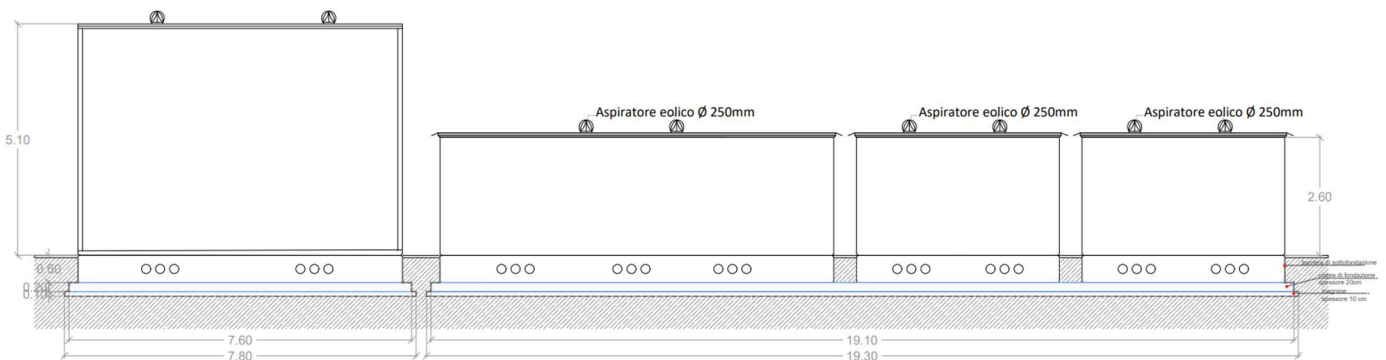 Aspiratore eolico Ø 250mm
Aspiratore eolico Ø 250mm
Aspiratore eolico Ø 250mm
5.10
2.60
0.60
0.20
0.10
di sottofondazione
platea di fondazione
spessore 20cm
magrone
spessore 10 cm
7.60
7.80
19.10
19.30